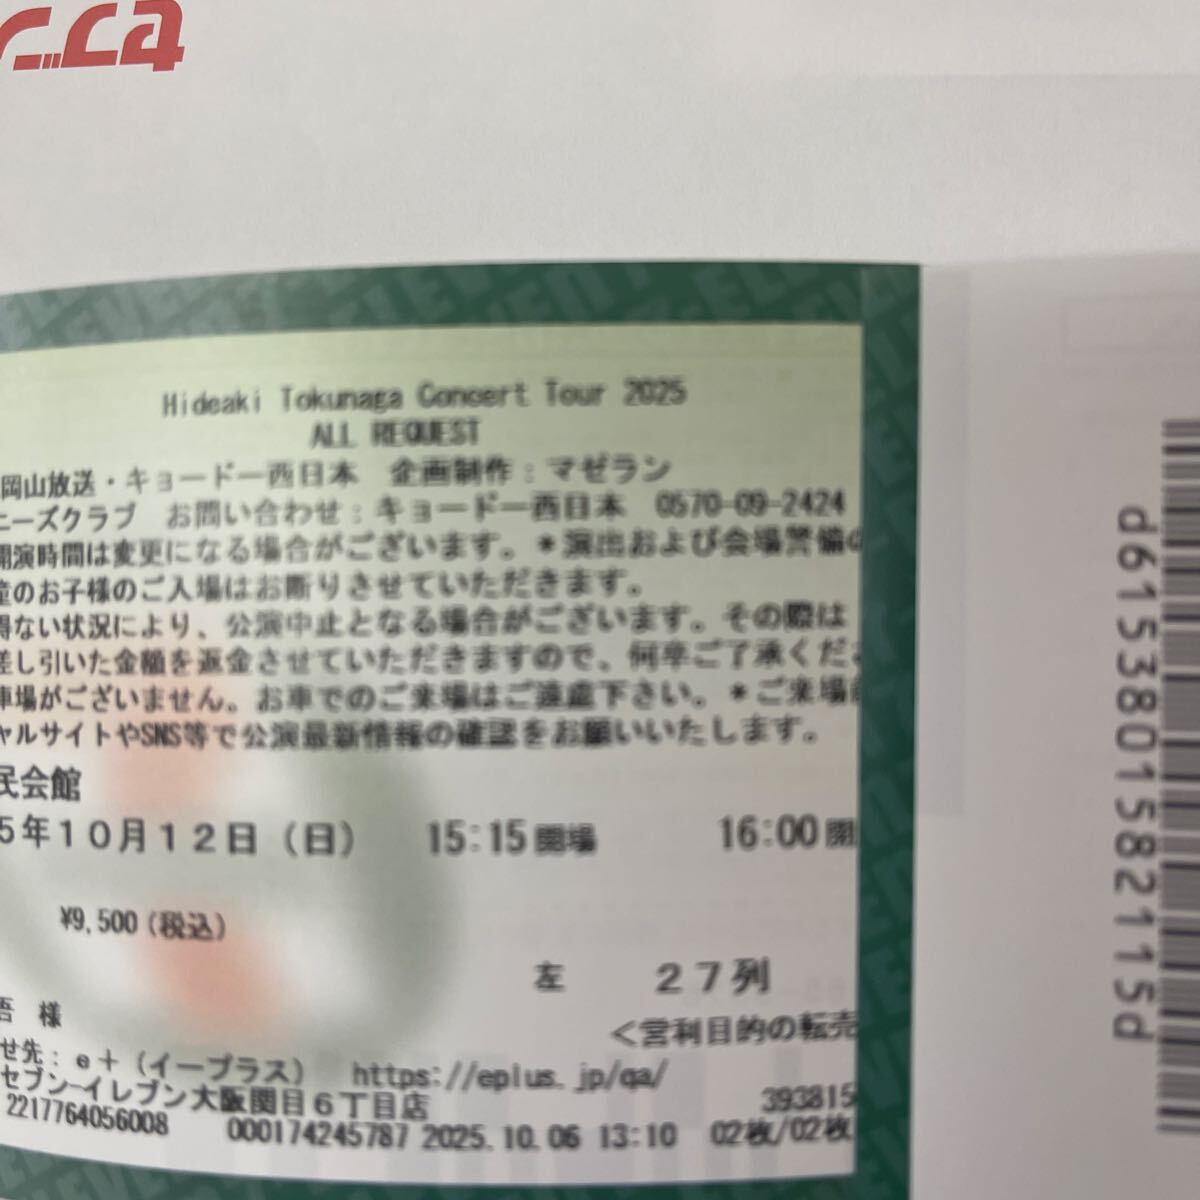 Hideaki Tokunaga Concert Tour 2025
ALL REQUEST
岡山放送・キョードー西日本 企画制作：マゼラン
ニーズクラブ お問い合わせ：キョードー西日本 0570-09-2424
開演時間は変更になる場合がございます。＊演出および会場警備の
童のお子様のご入場はお断りさせていただきます。
得ない状況により、公演中止となる場合がございます。その際は
差し引いた金額を返金させていただきますので、何卒ご了承くださ
車場がございません。お車でのご来場はご遠慮下さい。＊ご来場前
ャルサイトやSNS等で公演最新情報の確認をお願いいたします。
民会館
5年10月12日（日） 15:15開場 16:00開
¥9,500(税込)
左 27列
吾 様
<営利目的の転売
せ先：e＋（イープラス） https://eplus.jp/qa/
セブン-イレブン大阪関目６丁目店 393815
2217764056008 000174245787 2025.10.06 13:10 02枚/02枚
d61538015821115d